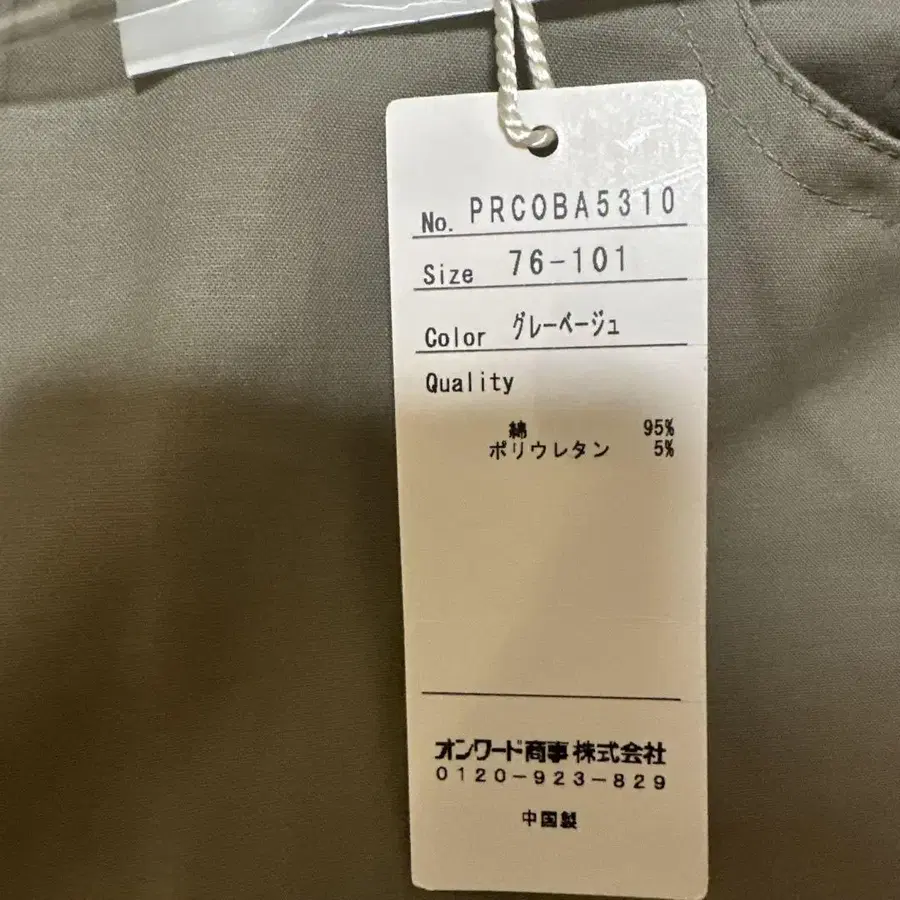 No. PRCOBA5310
Size 76-101
Color グレーベージュ
Quality
綿 95%
ポリウレタン 5%
オンワード商事株式会社
0120-923-829
中国製